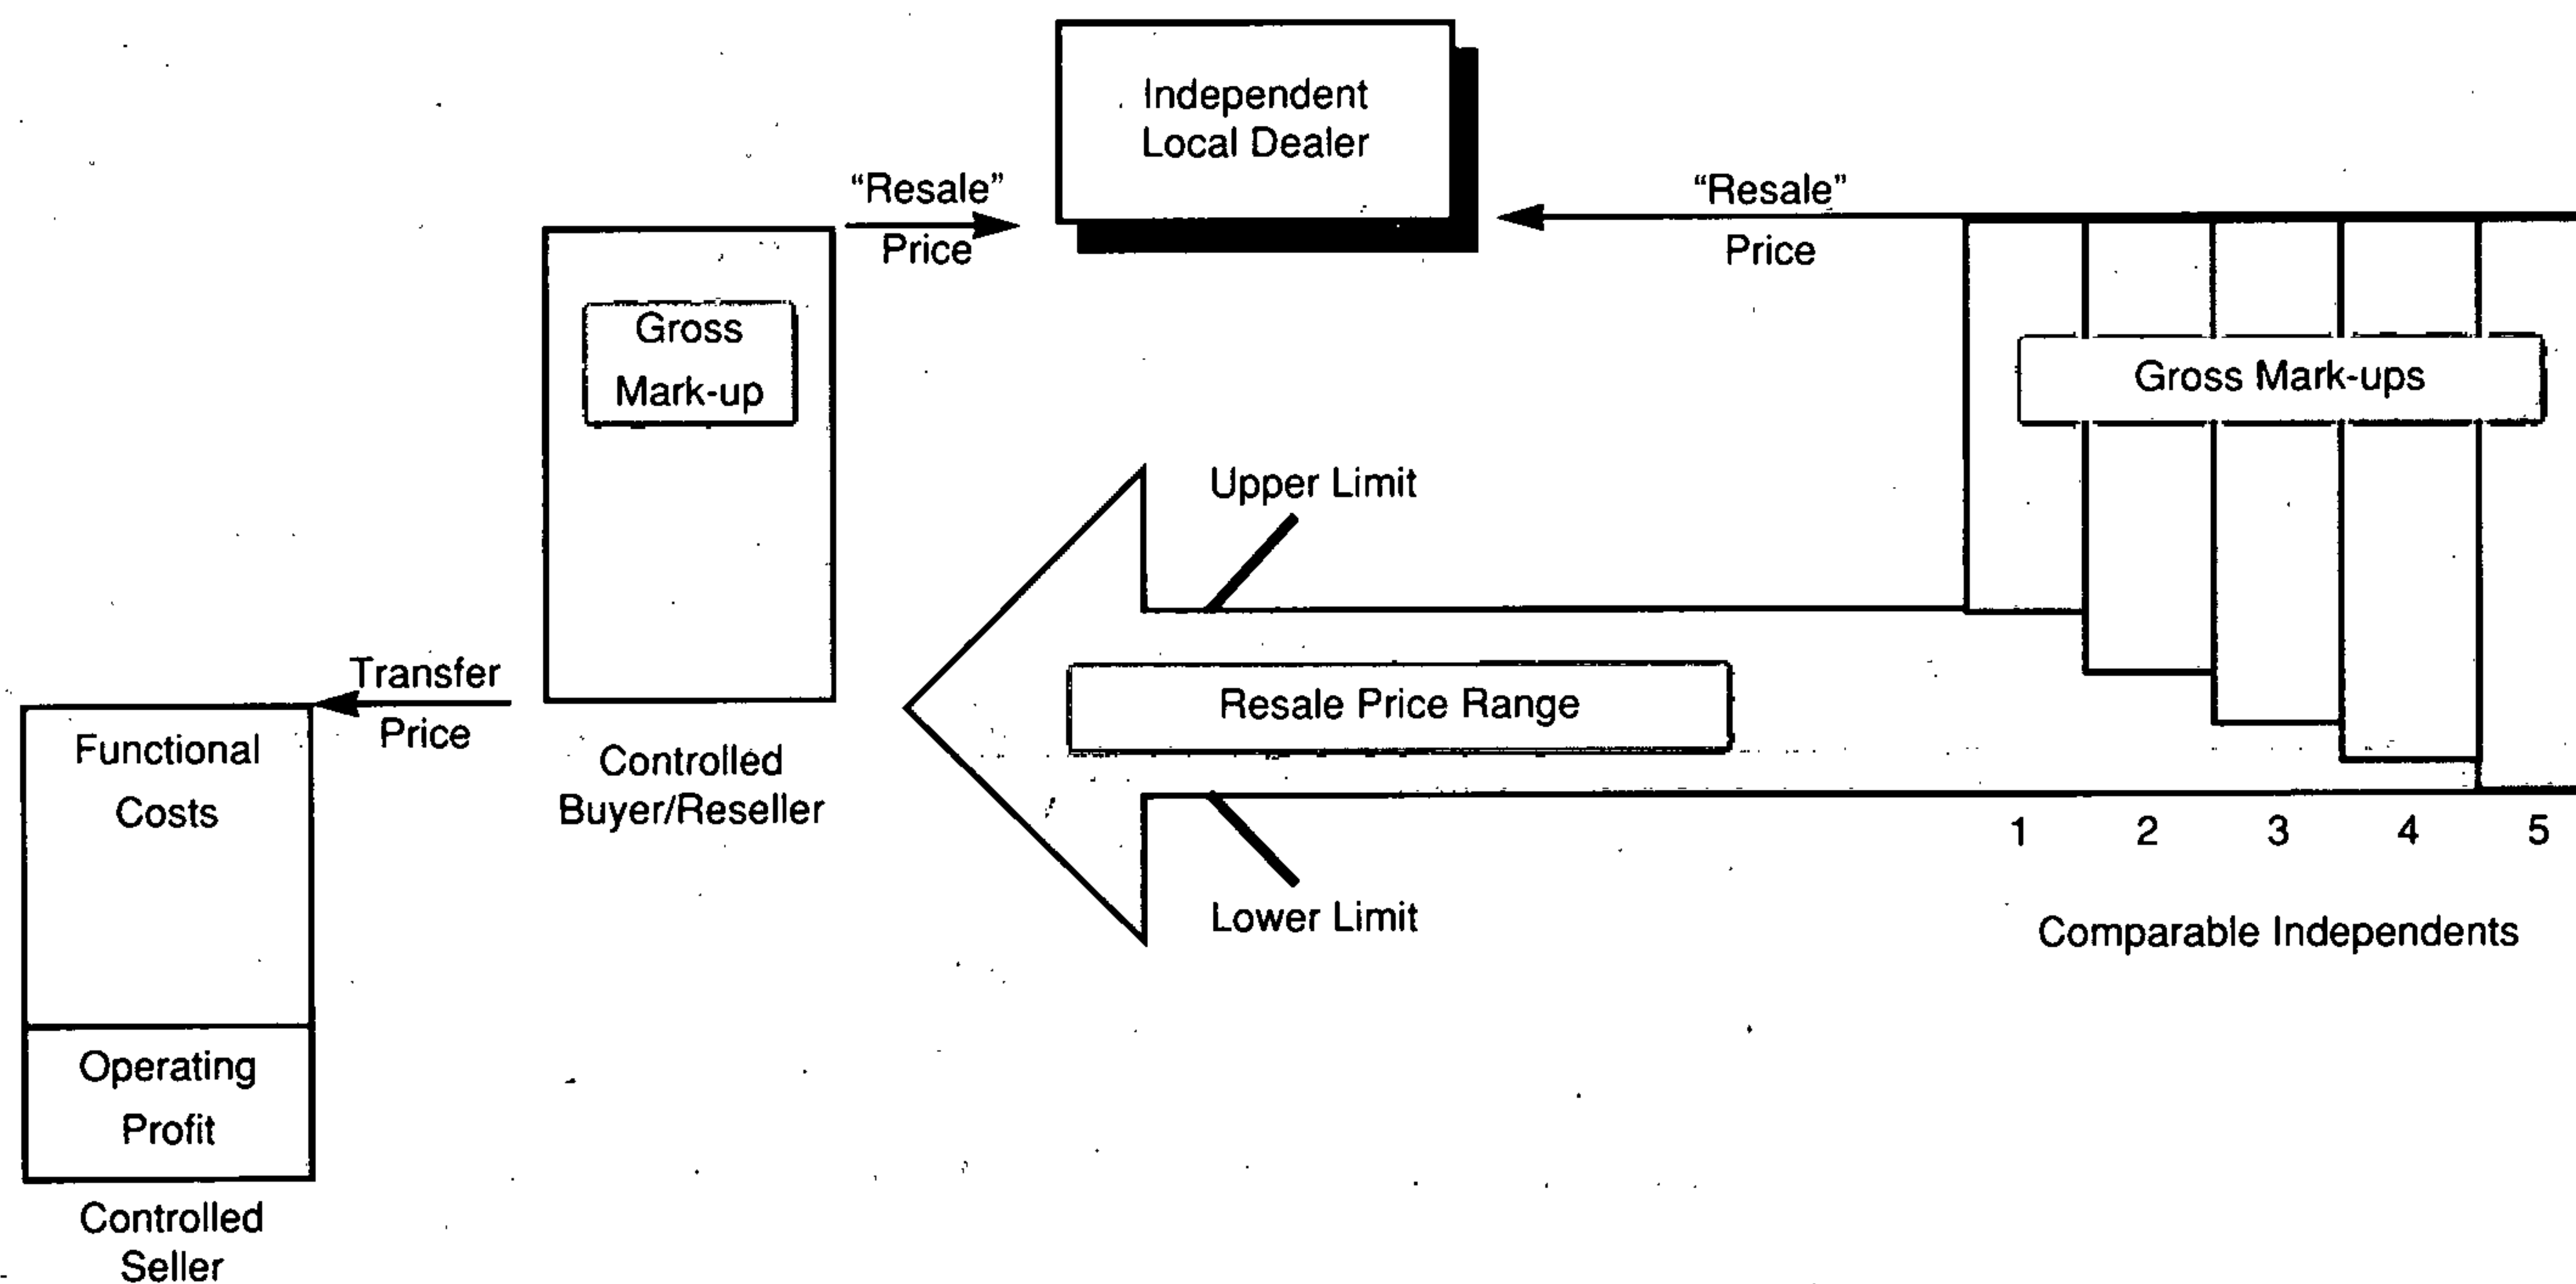 Independent
Local Dealer
“Resale”
Price
“Resale”
Price
Gross
Mark-up
Gross Mark-ups
Upper Limit
Transfer
Price
Resale Price Range
Functional
Costs
Controlled
Buyer/Reseller
1 2 3 4 5
Lower Limit
Comparable Independents
Operating
Profit
Controlled
Seller